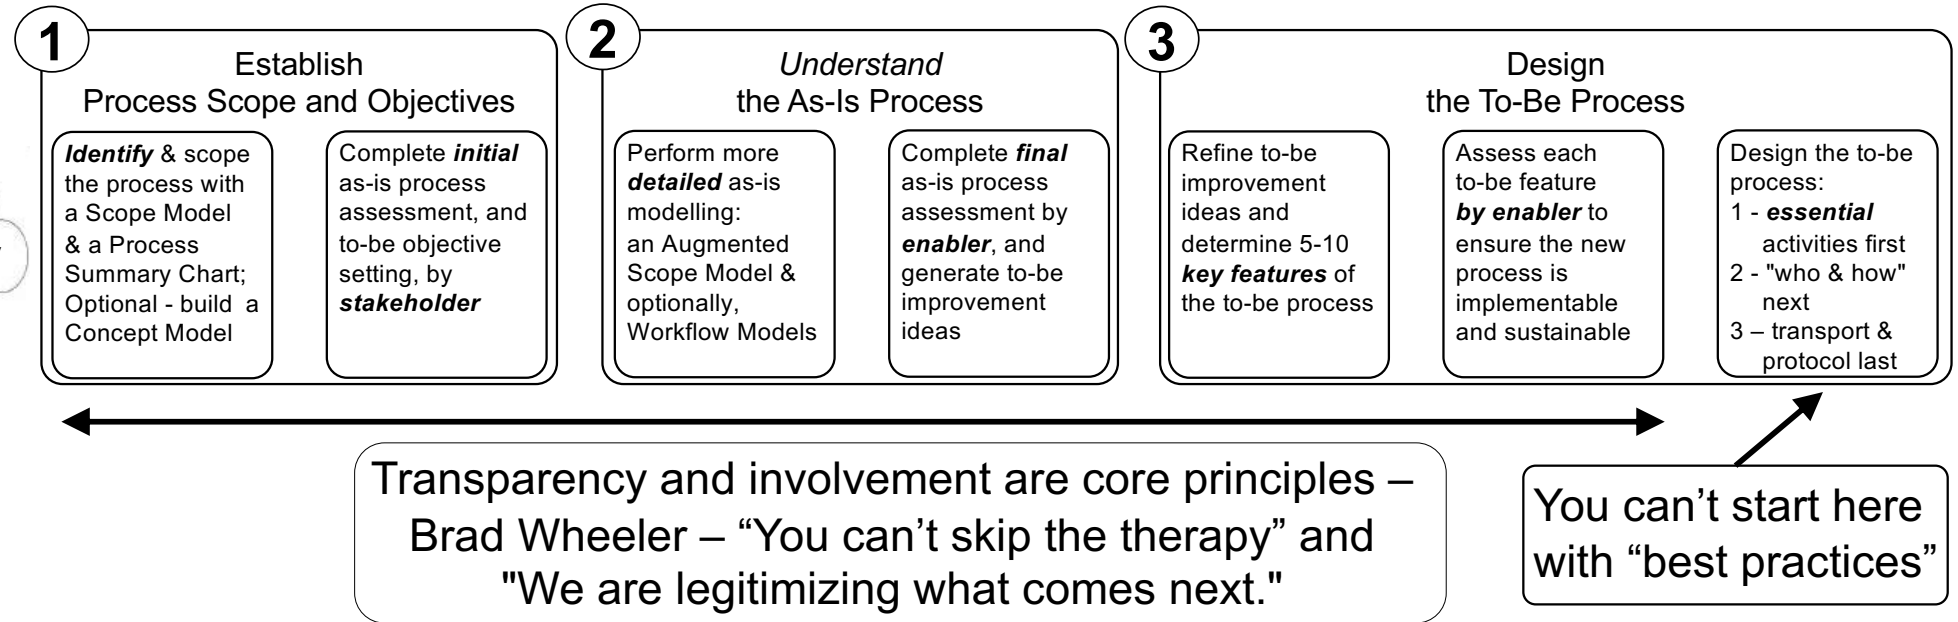 1
Establish
Process Scope and Objectives
Identify & scope
the process with
a Scope Model
& a Process
Summary Chart;
Optional - build a
Concept Model
Complete initial
as-is process
assessment, and
to-be objective
setting, by
stakeholder
2
Understand
the As-Is Process
Perform more
detailed as-is
modelling:
an Augmented
Scope Model &
optionally,
Workflow Models
Complete final
as-is process
assessment by
enabler, and
generate to-be
improvement
ideas
3
Design
the To-Be Process
Refine to-be
improvement
ideas and
determine 5-10
key features of
the to-be process
Assess each
to-be feature
by enabler to
ensure the new
process is
implementable
and sustainable
Design the to-be
process:
1 - essential
activities first
2 - "who & how"
next
3 – transport &
protocol last
Transparency and involvement are core principles –
Brad Wheeler – “You can’t skip the therapy” and
"We are legitimizing what comes next."
You can’t start here
with “best practices”